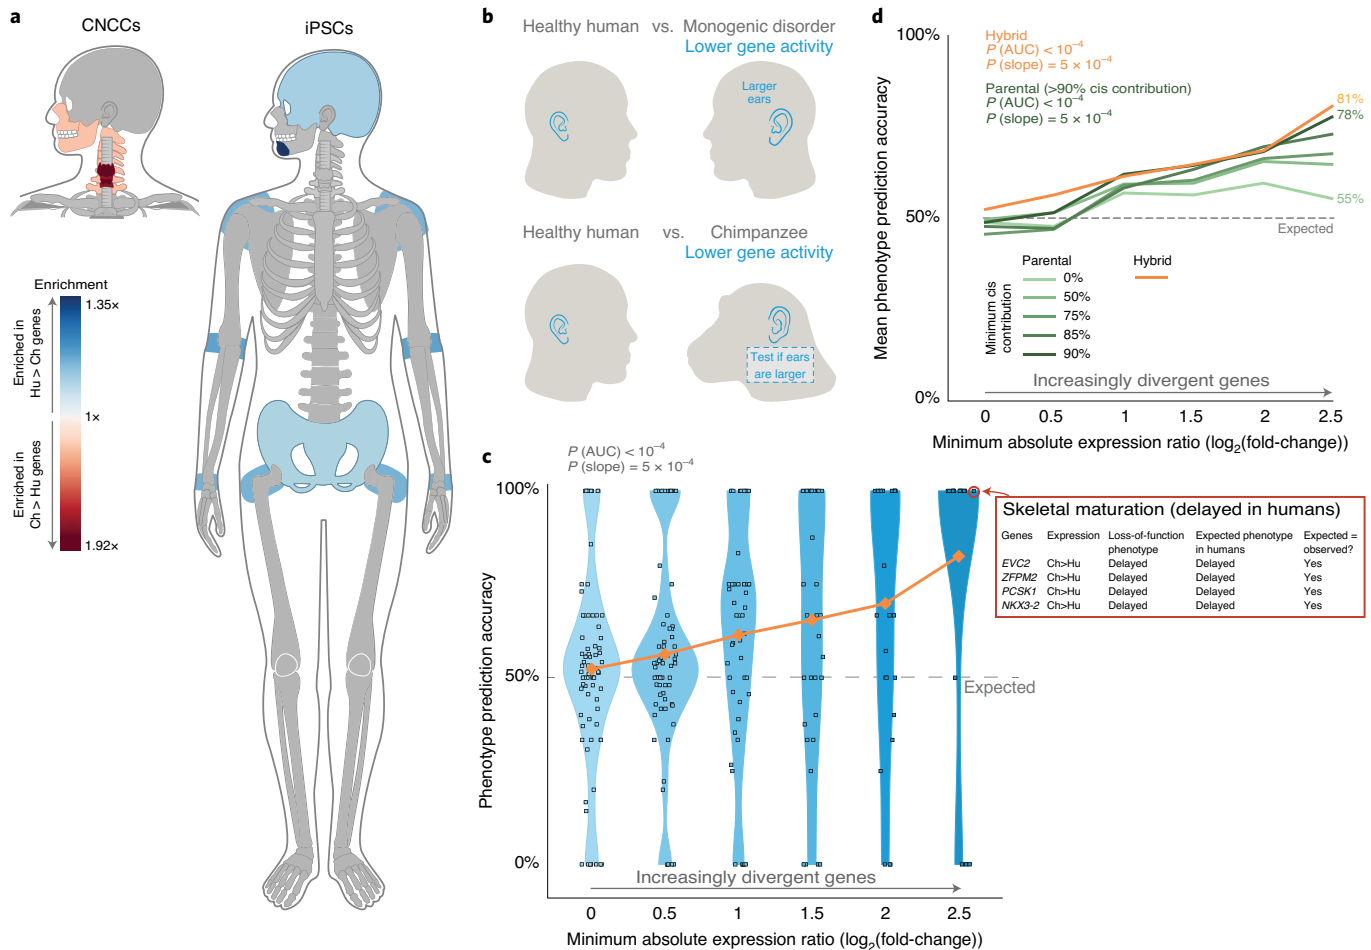 a
CNCCs
iPSCs
Enrichment
1.35×
Enriched in
Hu > Ch genes
1×
Enriched in
Ch > Hu genes
1.92×
b
Healthy human vs. Monogenic disorder
Lower gene activity
Larger
ears
Healthy human vs. Chimpanzee
Lower gene activity
Test if ears
are larger
c
P (AUC) < 10⁻⁴
P (slope) = 5 × 10⁻⁴
Phenotype prediction accuracy
100%
50%
0%
Expected
Increasingly divergent genes
0 0.5 1 1.5 2 2.5
Minimum absolute expression ratio (log₂(fold-change))
Skeletal maturation (delayed in humans)
Genes Expression Loss-of-function Expected phenotype Expected =
phenotype in humans observed?
EVC2 Ch>Hu Delayed Delayed Yes
ZFPM2 Ch>Hu Delayed Delayed Yes
PCSK1 Ch>Hu Delayed Delayed Yes
NKX3-2 Ch>Hu Delayed Delayed Yes
d
Mean phenotype prediction accuracy
100%
50%
0%
Hybrid
P (AUC) < 10⁻⁴
P (slope) = 5 × 10⁻⁴
Parental (>90% cis contribution)
P (AUC) < 10⁻⁴
P (slope) = 5 × 10⁻⁴
81%
78%
55%
Expected
Parental Hybrid
Minimum cis
contribution
0%
50%
75%
85%
90%
Increasingly divergent genes
0 0.5 1 1.5 2 2.5
Minimum absolute expression ratio (log₂(fold-change))